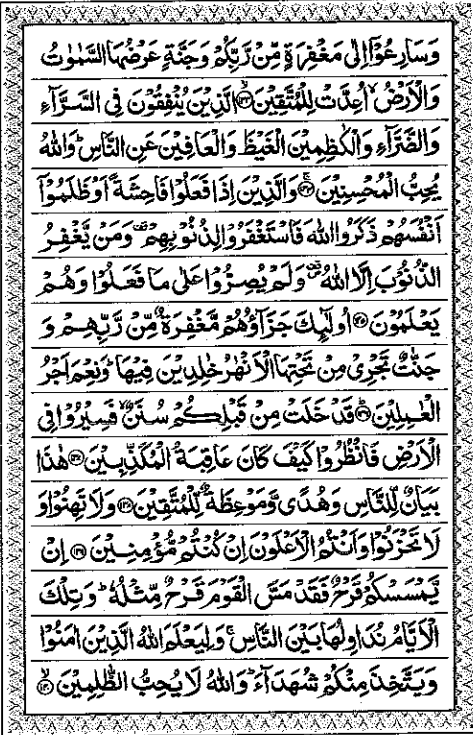 وَسَارِعُوْٓا اِلٰى مَغْفِرَةٍ مِّنْ رَّبِّكُمْ وَجَنَّةٍ عَرْضُهَا السَّمٰوٰتُ
وَالْاَرْضُ ۙ اُعِدَّتْ لِلْمُتَّقِيْنَ ۙ﴿۱۳۳﴾ الَّذِيْنَ يُنْفِقُوْنَ فِى السَّرَّآءِ
وَالضَّرَّآءِ وَالْكٰظِمِيْنَ الْغَيْظَ وَالْعَافِيْنَ عَنِ النَّاسِ ؕ وَاللّٰهُ
يُحِبُّ الْمُحْسِنِيْنَ ۚ﴿۱۳۴﴾ وَالَّذِيْنَ اِذَا فَعَلُوْا فَاحِشَةً اَوْ ظَلَمُوْٓا
اَنْفُسَهُمْ ذَكَرُوا اللّٰهَ فَاسْتَغْفَرُوْا لِذُنُوْبِهِمْ ۪ وَمَنْ يَّغْفِرُ
الذُّنُوْبَ اِلَّا اللّٰهُ ۪۫ وَلَمْ يُصِرُّوْا عَلٰى مَا فَعَلُوْا وَهُمْ
يَعْلَمُوْنَ ﴿۱۳۵﴾ اُولٰٓئِكَ جَزَآؤُهُمْ مَّغْفِرَةٌ مِّنْ رَّبِّهِمْ وَ
جَنّٰتٌ تَجْرِىْ مِنْ تَحْتِهَا الْاَنْهٰرُ خٰلِدِيْنَ فِيْهَا ؕ وَنِعْمَ اَجْرُ
الْعٰمِلِيْنَ ؕ﴿۱۳۶﴾ قَدْ خَلَتْ مِنْ قَبْلِكُمْ سُنَنٌ ۙ فَسِيْرُوْا فِى
الْاَرْضِ فَانْظُرُوْا كَيْفَ كَانَ عَاقِبَةُ الْمُكَذِّبِيْنَ ﴿۱۳۷﴾ هٰذَا
بَيَانٌ لِّلنَّاسِ وَهُدًى وَّمَوْعِظَةٌ لِّلْمُتَّقِيْنَ ﴿۱۳۸﴾ وَلَا تَهِنُوْا وَ
لَا تَحْزَنُوْا وَاَنْتُمُ الْاَعْلَوْنَ اِنْ كُنْتُمْ مُّؤْمِنِيْنَ ﴿۱۳۹﴾ اِنْ
يَّمْسَسْكُمْ قَرْحٌ فَقَدْ مَسَّ الْقَوْمَ قَرْحٌ مِّثْلُهٗ ؕ وَتِلْكَ
الْاَيَّامُ نُدَاوِلُهَا بَيْنَ النَّاسِ ۚ وَلِيَعْلَمَ اللّٰهُ الَّذِيْنَ اٰمَنُوْا
وَيَتَّخِذَ مِنْكُمْ شُهَدَآءَ ؕ وَاللّٰهُ لَا يُحِبُّ الظّٰلِمِيْنَ ۙ﴿۱۴۰﴾